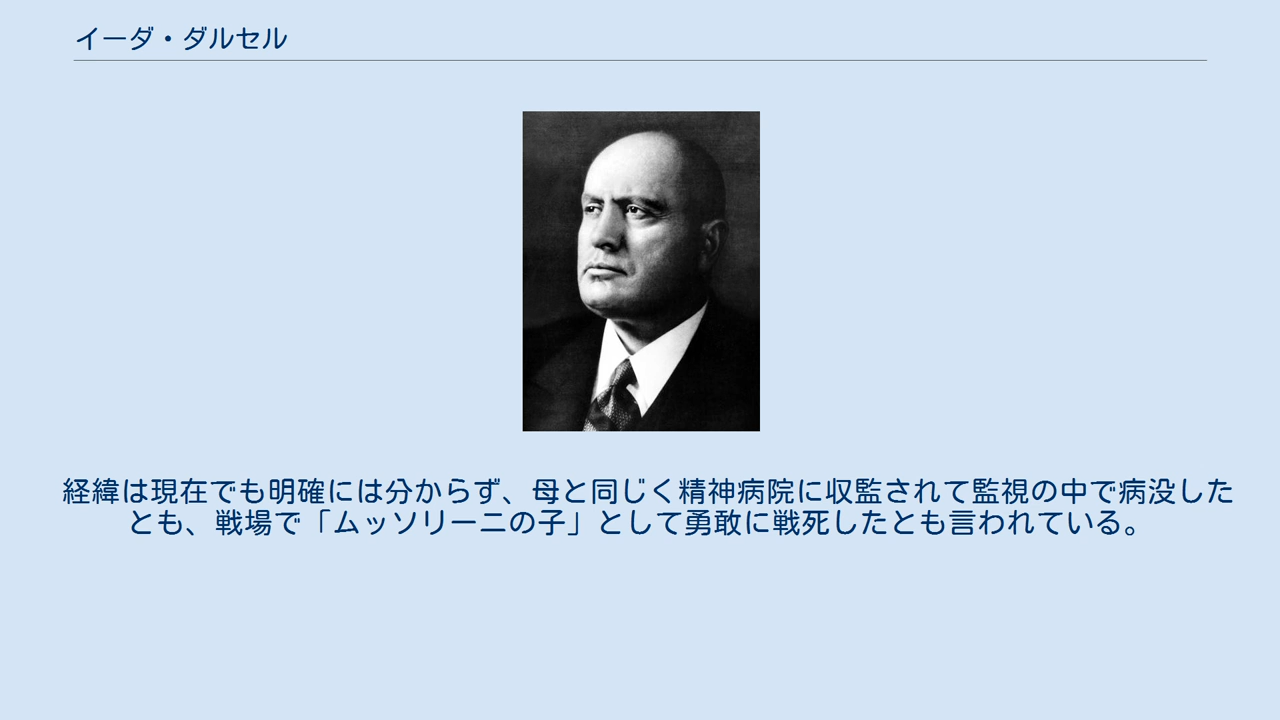 イーダ・ダルセル
経緯は現在でも明確には分からず、母と同じく精神病院に収監されて監視の中で病没した
とも、戦場で「ムッソリーニの子」として勇敢に戦死したとも言われている。